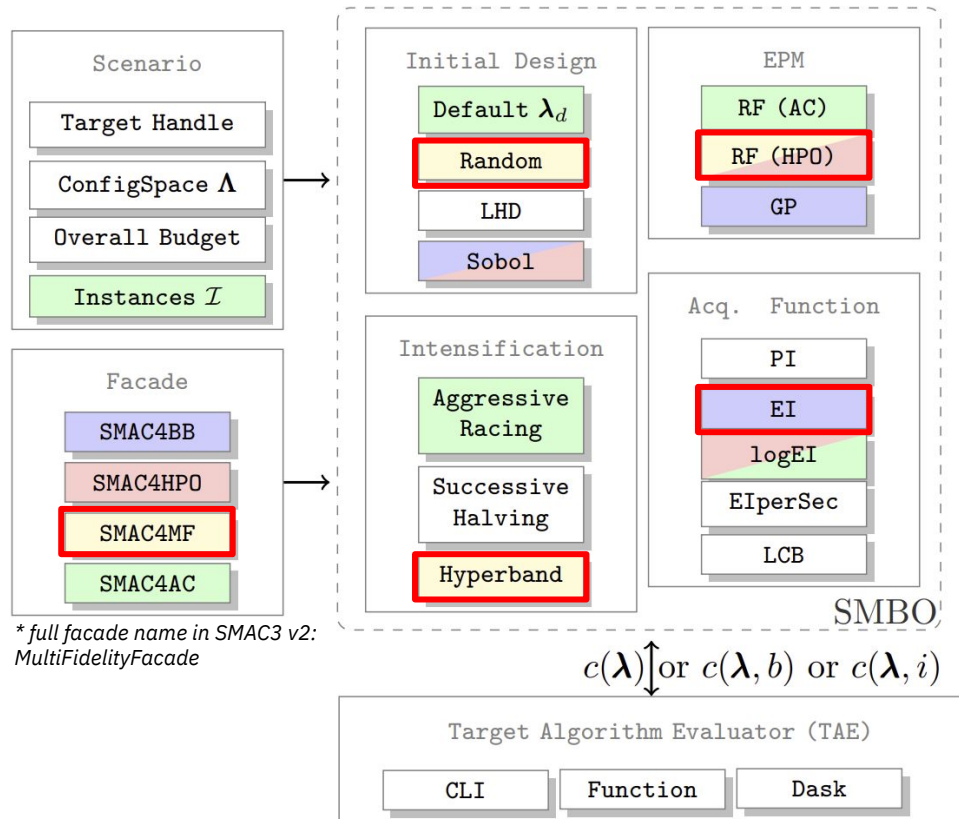 Scenario
Target Handle
ConfigSpace Λ
Overall Budget
Instances ℐ
Facade
SMAC4BB
SMAC4HPO
SMAC4MF
SMAC4AC
* full facade name in SMAC3 v2:
MultiFidelityFacade
Initial Design
Default λd
Random
LHD
Sobol
EPM
RF (AC)
RF (HPO)
GP
Intensification
Aggressive
Racing
Successive
Halving
Hyperband
Acq. Function
PI
EI
logEI
EIperSec
LCB
SMBO
c(λ) or c(λ, b) or c(λ, i)
Target Algorithm Evaluator (TAE)
CLI
Function
Dask